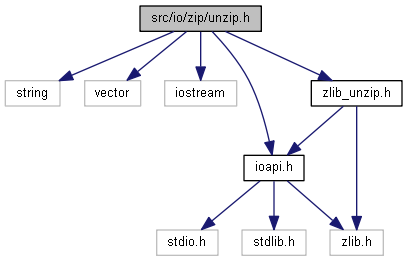 src/io/zip/unzip.h
string
vector
iostream
zlib_unzip.h
ioapi.h
stdio.h
stdlib.h
zlib.h